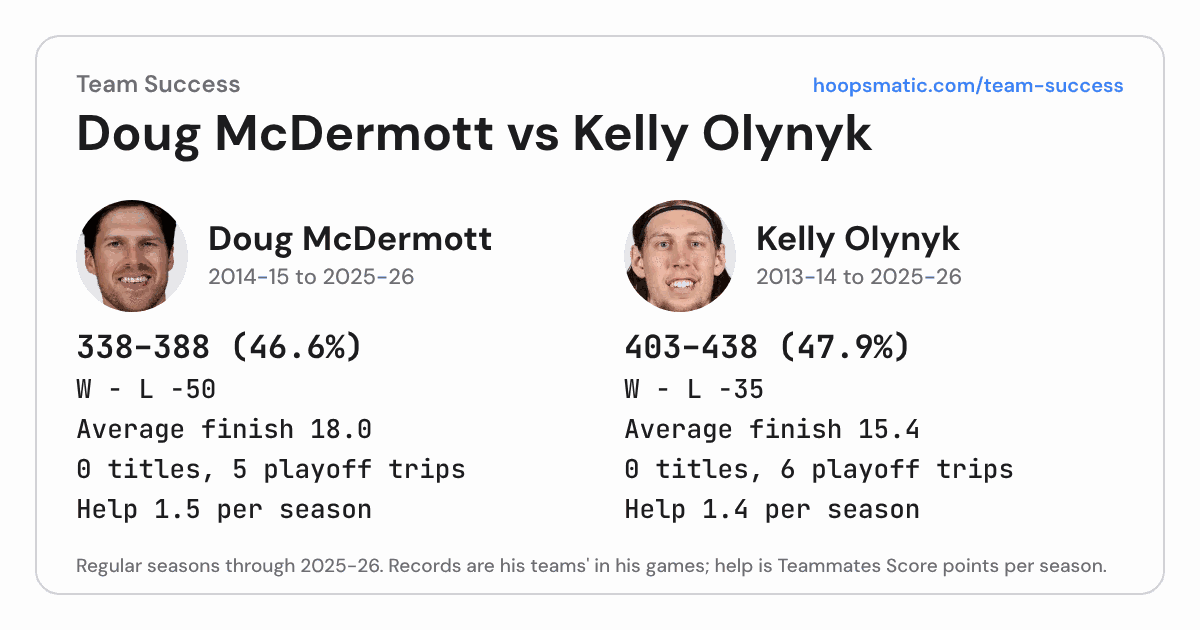 Team Success
hoopsmatic.com/team-success
Doug McDermott vs Kelly Olynyk
Doug McDermott
2014-15 to 2025-26
338-388 (46.6%)
W - L -50
Average finish 18.0
0 titles, 5 playoff trips
Help 1.5 per season
Kelly Olynyk
2013-14 to 2025-26
403-438 (47.9%)
W - L -35
Average finish 15.4
0 titles, 6 playoff trips
Help 1.4 per season
Regular seasons through 2025-26. Records are his teams' in his games; help is Teammates Score points per season.